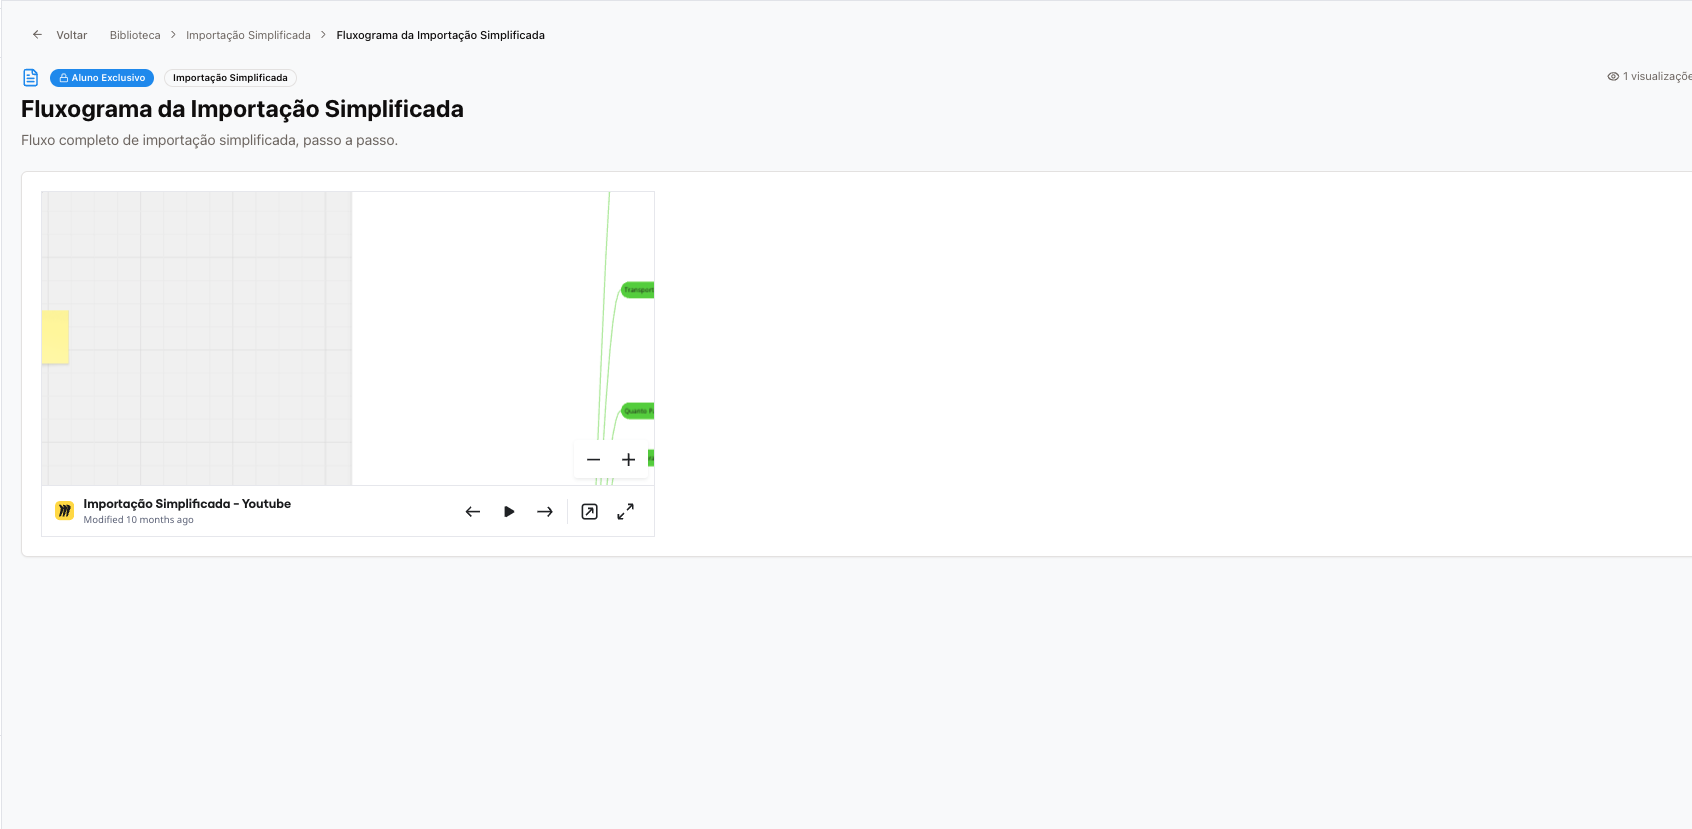 Voltar Biblioteca Importação Simplificada Fluxograma da Importação Simplificada
Aluno Exclusivo Importação Simplificada
1 visualizaçõe
Fluxograma da Importação Simplificada
Fluxo completo de importação simplificada, passo a passo.
Transport
Quanto
Importação Simplificada - Youtube
Modified 10 months ago